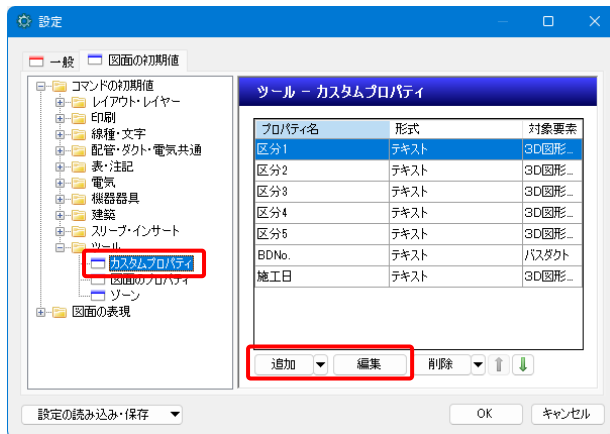 設定
一般 図面の初期値
コマンドの初期値
レイアウト・レイヤー
印刷
線種・文字
配管・ダクト・電気共通
表・注記
電気
機器器具
建築
スリーブ・インサート
ツール
カスタムプロパティ
図面のプロパティ
ゾーン
図面の表現
ツール - カスタムプロパティ
プロパティ名 形式 対象要素
区分1 テキスト 3D図形...
区分2 テキスト 3D図形...
区分3 テキスト 3D図形...
区分4 テキスト 3D図形...
区分5 テキスト 3D図形...
BDNo. テキスト バスダクト
施工日 テキスト 3D図形...
追加 編集 削除
設定の読み込み・保存 OK キャンセル